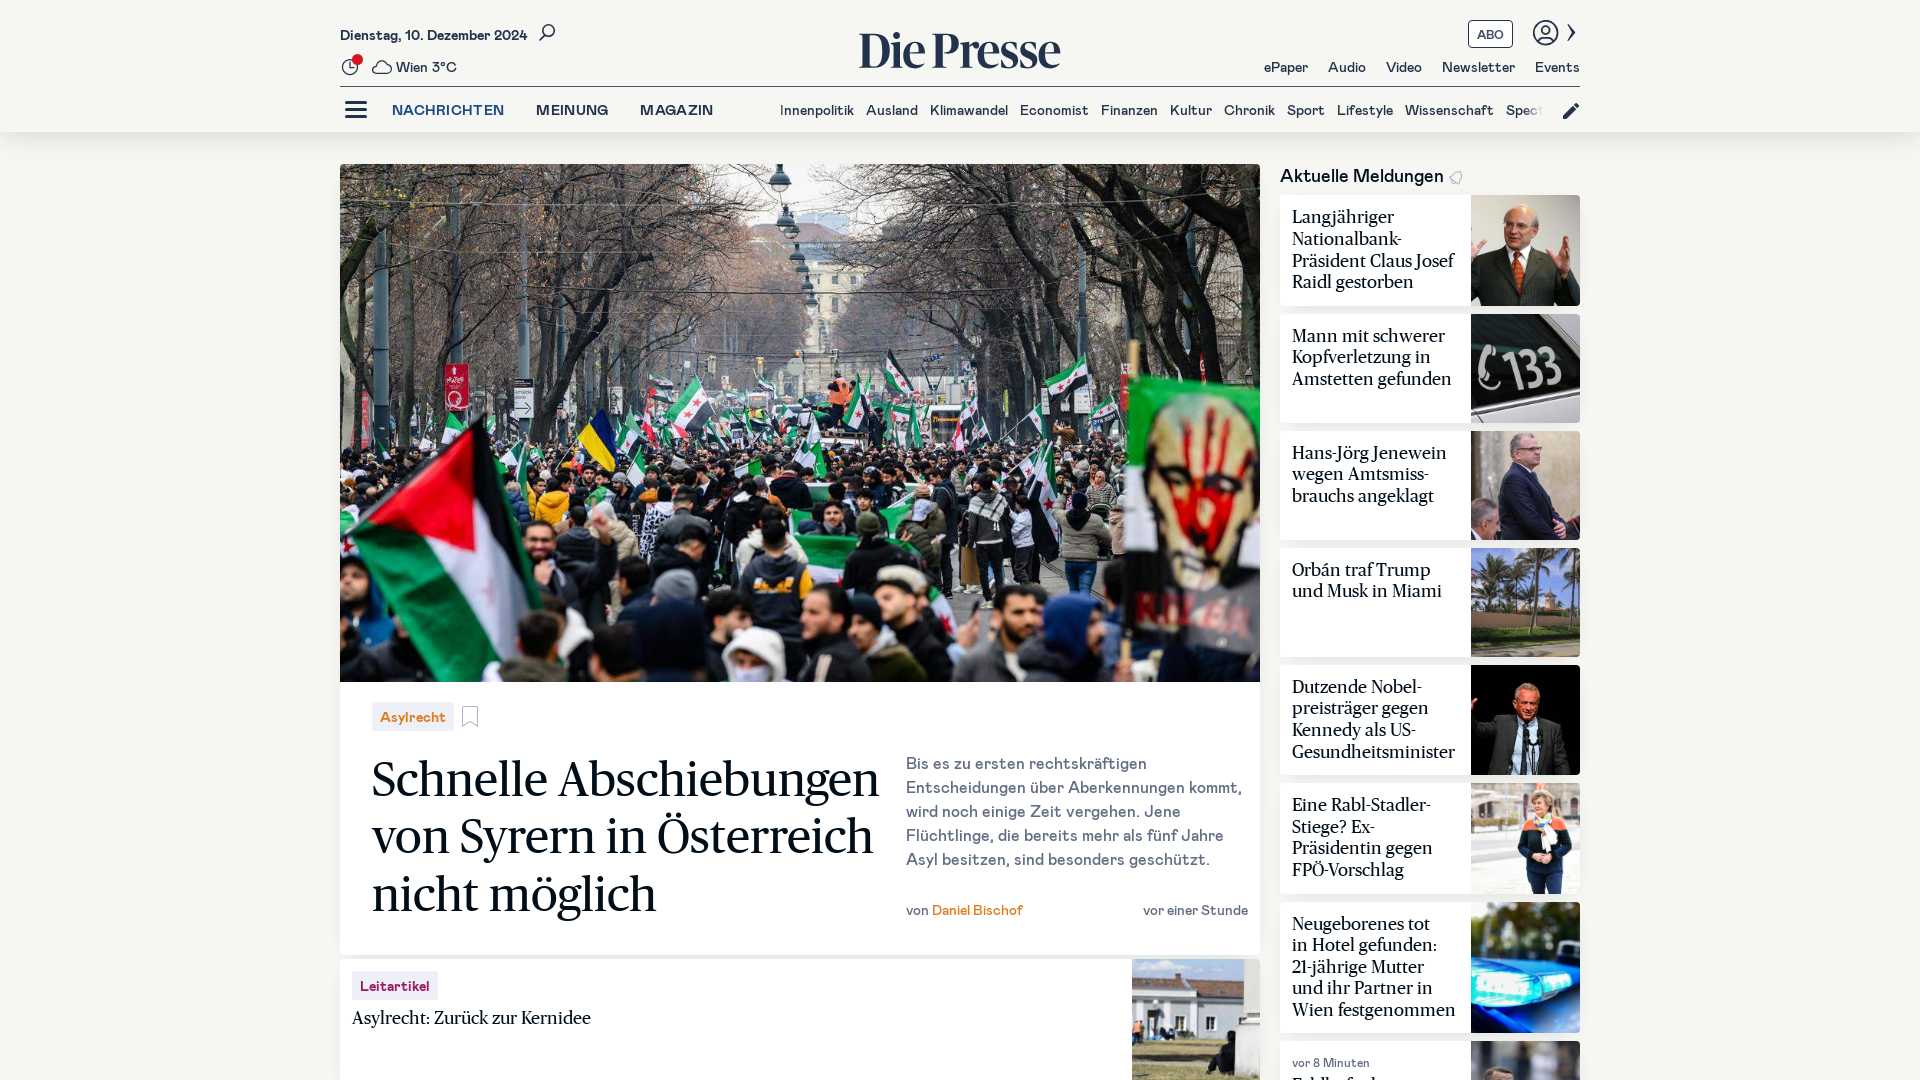 Dienstag, 10. Dezember 2024
Wien 3°C
Die Presse
ABO
ePaper Audio Video Newsletter Events
NACHRICHTEN MEINUNG MAGAZIN
Innenpolitik Ausland Klimawandel Economist Finanzen Kultur Chronik Sport Lifestyle Wissenschaft Spect
133
Asylrecht
Schnelle Abschiebungen
von Syrern in Österreich
nicht möglich
Bis es zu ersten rechtskräftigen
Entscheidungen über Aberkennungen kommt,
wird noch einige Zeit vergehen. Jene
Flüchtlinge, die bereits mehr als fünf Jahre
Asyl besitzen, sind besonders geschützt.
von Daniel Bischof
vor einer Stunde
Leitartikel
Asylrecht: Zurück zur Kernidee
Aktuelle Meldungen
Langjähriger
Nationalbank-
Präsident Claus Josef
Raidl gestorben
Mann mit schwerer
Kopfverletzung in
Amstetten gefunden
Hans-Jörg Jenewein
wegen Amtsmiss-
brauchs angeklagt
Orbán traf Trump
und Musk in Miami
Dutzende Nobel-
preisträger gegen
Kennedy als US-
Gesundheitsminister
Eine Rabl-Stadler-
Stiege? Ex-
Präsidentin gegen
FPÖ-Vorschlag
Neugeborenes tot
in Hotel gefunden:
21-jährige Mutter
und ihr Partner in
Wien festgenommen
vor 8 Minuten